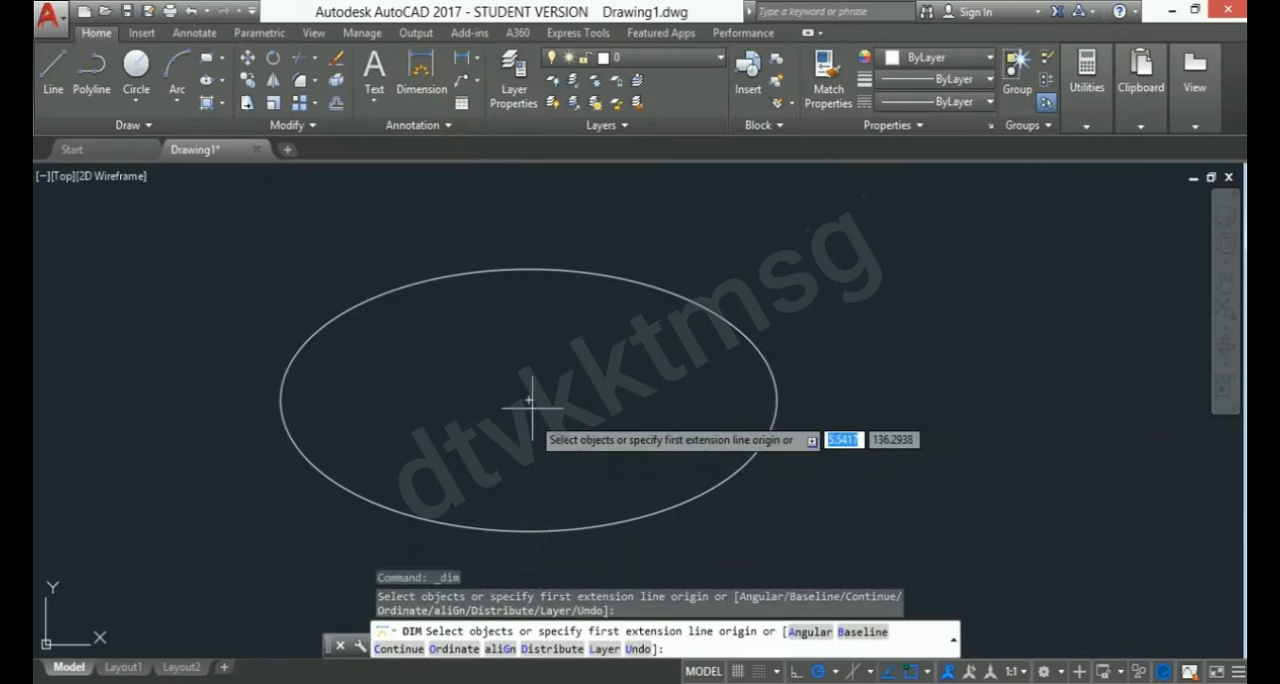 Autodesk AutoCAD 2017 - STUDENT VERSION Drawing1.dwg
Type a keyword or phrase
Sign In
Home Insert Annotate Parametric View Manage Output Add-ins A360 Express Tools Featured Apps Performance
Line Polyline Circle Arc
Text Dimension
Layer Properties
0
Insert
Match Properties
ByLayer
ByLayer
ByLayer
Group
Utilities Clipboard View
Draw Modify Annotation Layers Block Properties Groups
Start Drawing1*
[−][Top][2D Wireframe]
dtvkktmsg
Select objects or specify first extension line origin or 5.5417 136.2938
Y
X
Command: _dim
Select objects or specify first extension line origin or [Angular/Baseline/Continue/
Ordinate/aliGn/Distribute/Layer/Undo]:
DIM Select objects or specify first extension line origin or [Angular Baseline
Continue Ordinate aliGn Distribute Layer Undo]:
Model Layout1 Layout2
MODEL 1:1